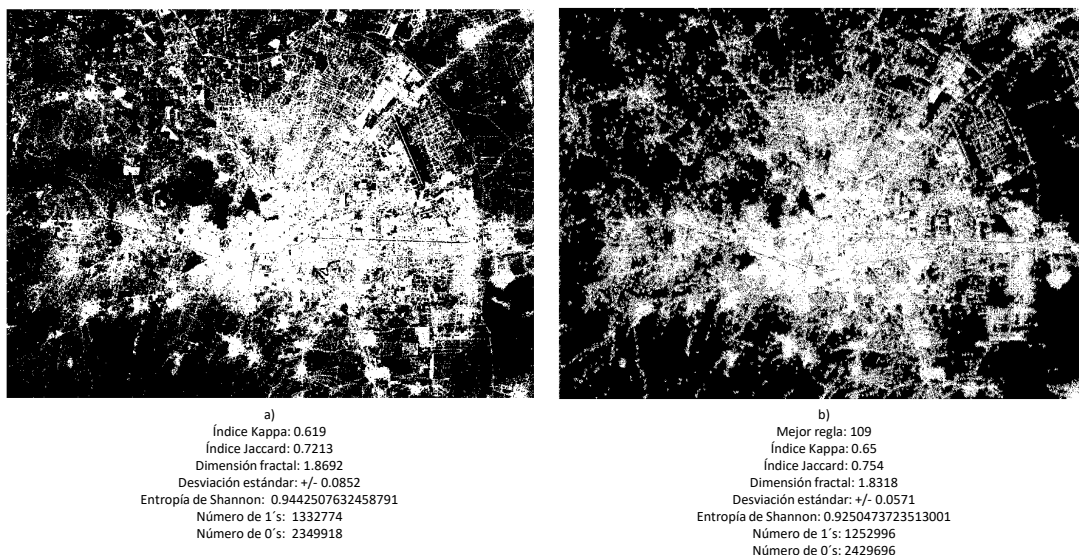 a)
Índice Kappa: 0.619
Índice Jaccard: 0.7213
Dimensión fractal: 1.8692
Desviación estándar: +/- 0.0852
Entropía de Shannon: 0.9442507632458791
Número de 1´s: 1332774
Número de 0´s: 2349918
b)
Mejor regla: 109
Índice Kappa: 0.65
Índice Jaccard: 0.754
Dimensión fractal: 1.8318
Desviación estándar: +/- 0.0571
Entropía de Shannon: 0.9250473723513001
Número de 1´s: 1252996
Número de 0´s: 2429696